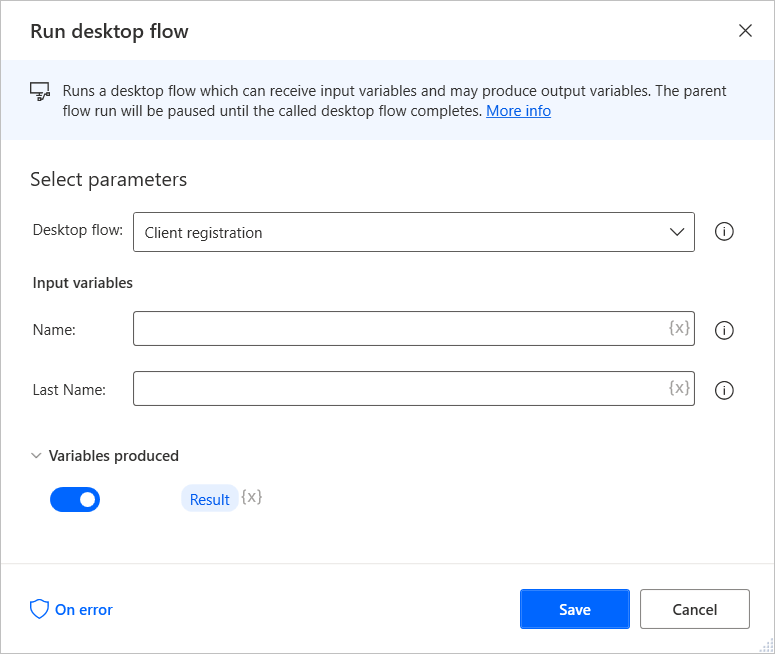 Run desktop flow
Runs a desktop flow which can receive input variables and may produce output variables. The parent
flow run will be paused until the called desktop flow completes. More info
Select parameters
Desktop flow: Client registration
Input variables
Name: {x}
Last Name: {x}
Variables produced
Result {x}
On error Save Cancel